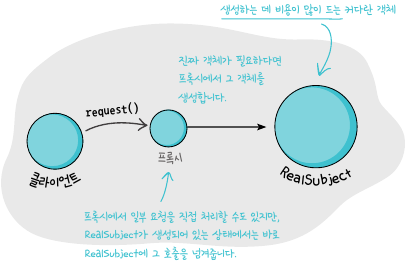 생성하는 데 비용이 많이 드는 커다란 객체
진짜 객체가 필요하다면
프록시에서 그 객체를
생성합니다.
request()
클라이언트
프록시
RealSubject
프록시에서 일부 요청을 직접 처리할 수도 있지만,
RealSubject가 생성되어 있는 상태에서는 바로
RealSubject에 그 호출을 넘겨줍니다.